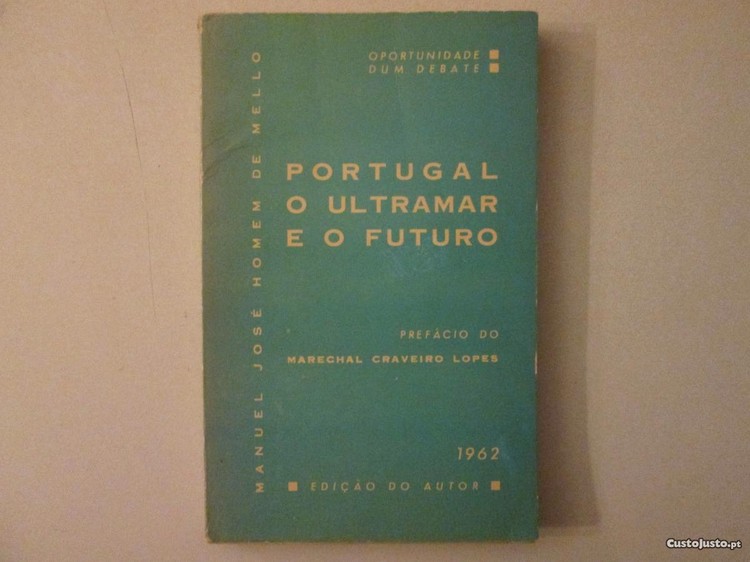 OPORTUNIDADE
DUM DEBATE
MANUEL JOSÉ HOMEM DE MELLO
PORTUGAL
O ULTRAMAR
E O FUTURO
PREFÁCIO DO
MARECHAL CRAVEIRO LOPES
1962
EDIÇÃO DO AUTOR
CustoJusto.pt